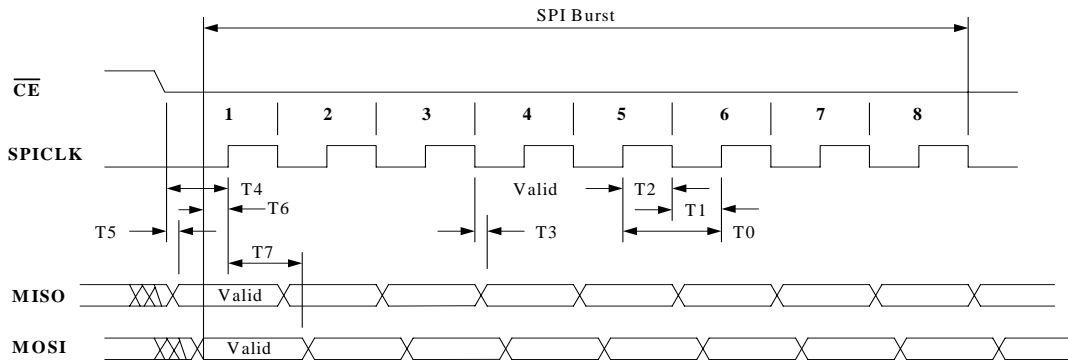 SPI Burst
CE
1 2 3 4 5 6 7 8
SPICLK
T4 Valid T2
T6 T1
T5 T3 T0
T7
MISO Valid
MOSI Valid